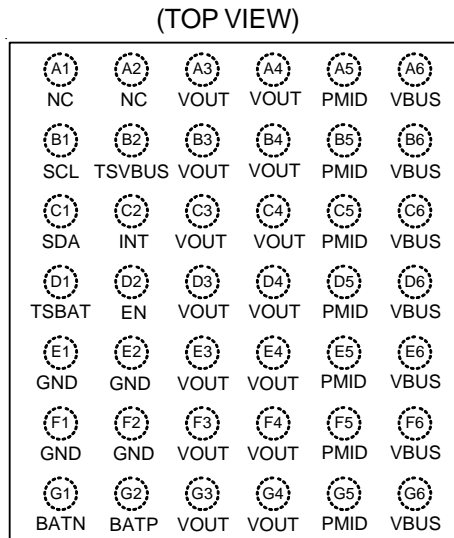 (TOP VIEW)
A1 A2 A3 A4 A5 A6
NC NC VOUT VOUT PMID VBUS
B1 B2 B3 B4 B5 B6
SCL TSVBUS VOUT VOUT PMID VBUS
C1 C2 C3 C4 C5 C6
SDA INT VOUT VOUT PMID VBUS
D1 D2 D3 D4 D5 D6
TSBAT EN VOUT VOUT PMID VBUS
E1 E2 E3 E4 E5 E6
GND GND VOUT VOUT PMID VBUS
F1 F2 F3 F4 F5 F6
GND GND VOUT VOUT PMID VBUS
G1 G2 G3 G4 G5 G6
BATN BATP VOUT VOUT PMID VBUS